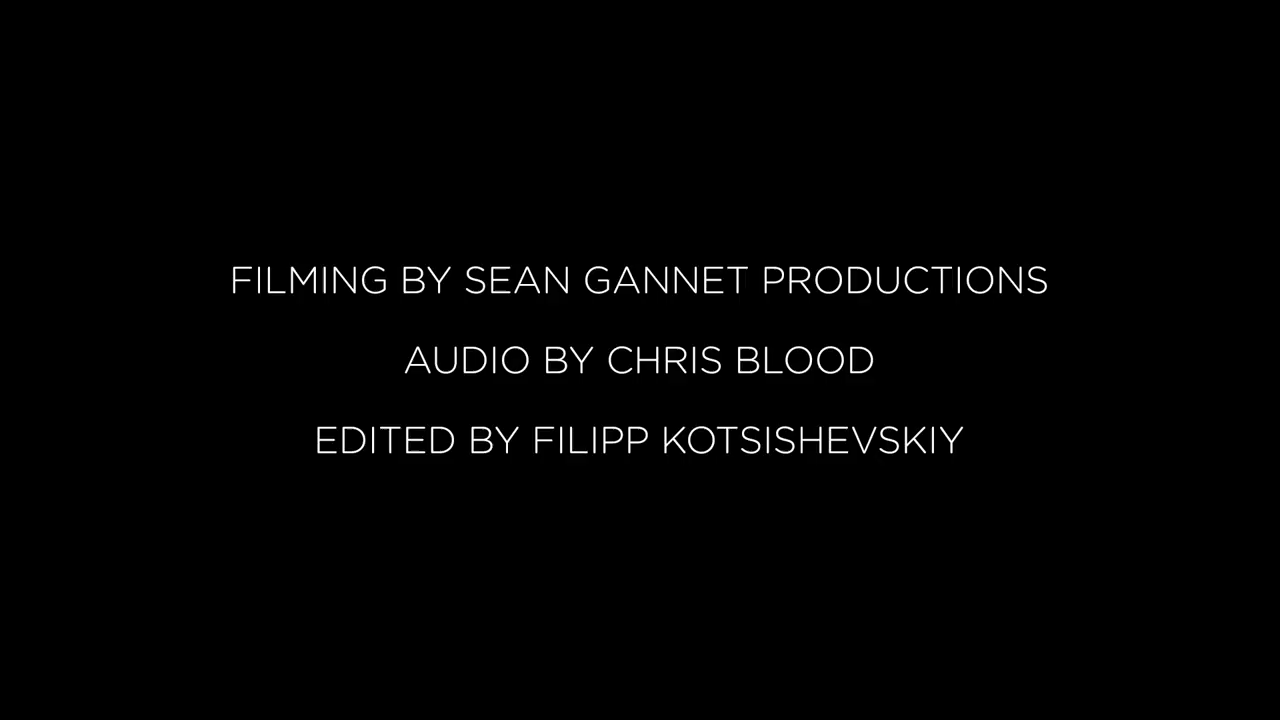 FILMING BY SEAN GANNET PRODUCTIONS
AUDIO BY CHRIS BLOOD
EDITED BY FILIPP KOTSISHEVSKIY